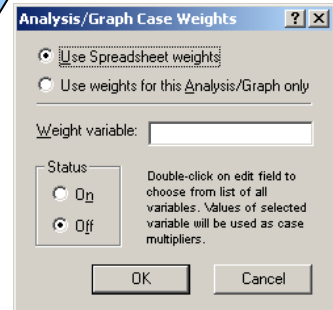 Analysis/Graph Case Weights
Use Spreadsheet weights
Use weights for this Analysis/Graph only
Weight variable:
Status
On
Off
Double-click on edit field to
choose from list of all
variables. Values of selected
variable will be used as case
multipliers.
OK
Cancel